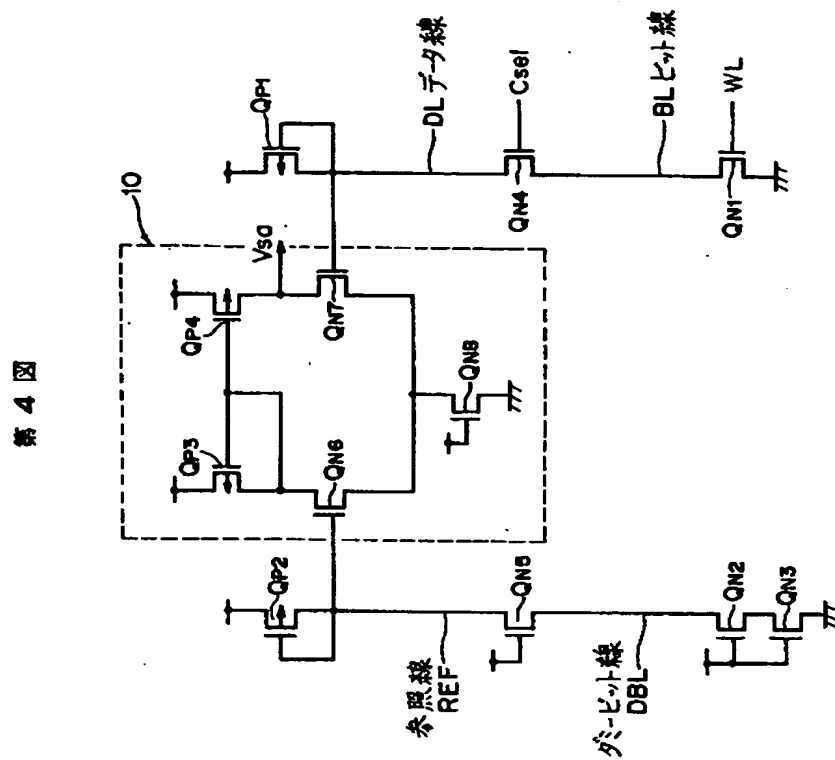 第 4 図
10
QP3
QP4
Vsa
QP1
QP2
QN6
QN7
QN8
DL データ線
参照線
REF
QN5
QN4
Csel
ダミービット線
DBL
BL ビット線
QN2
QN3
QN1
WL